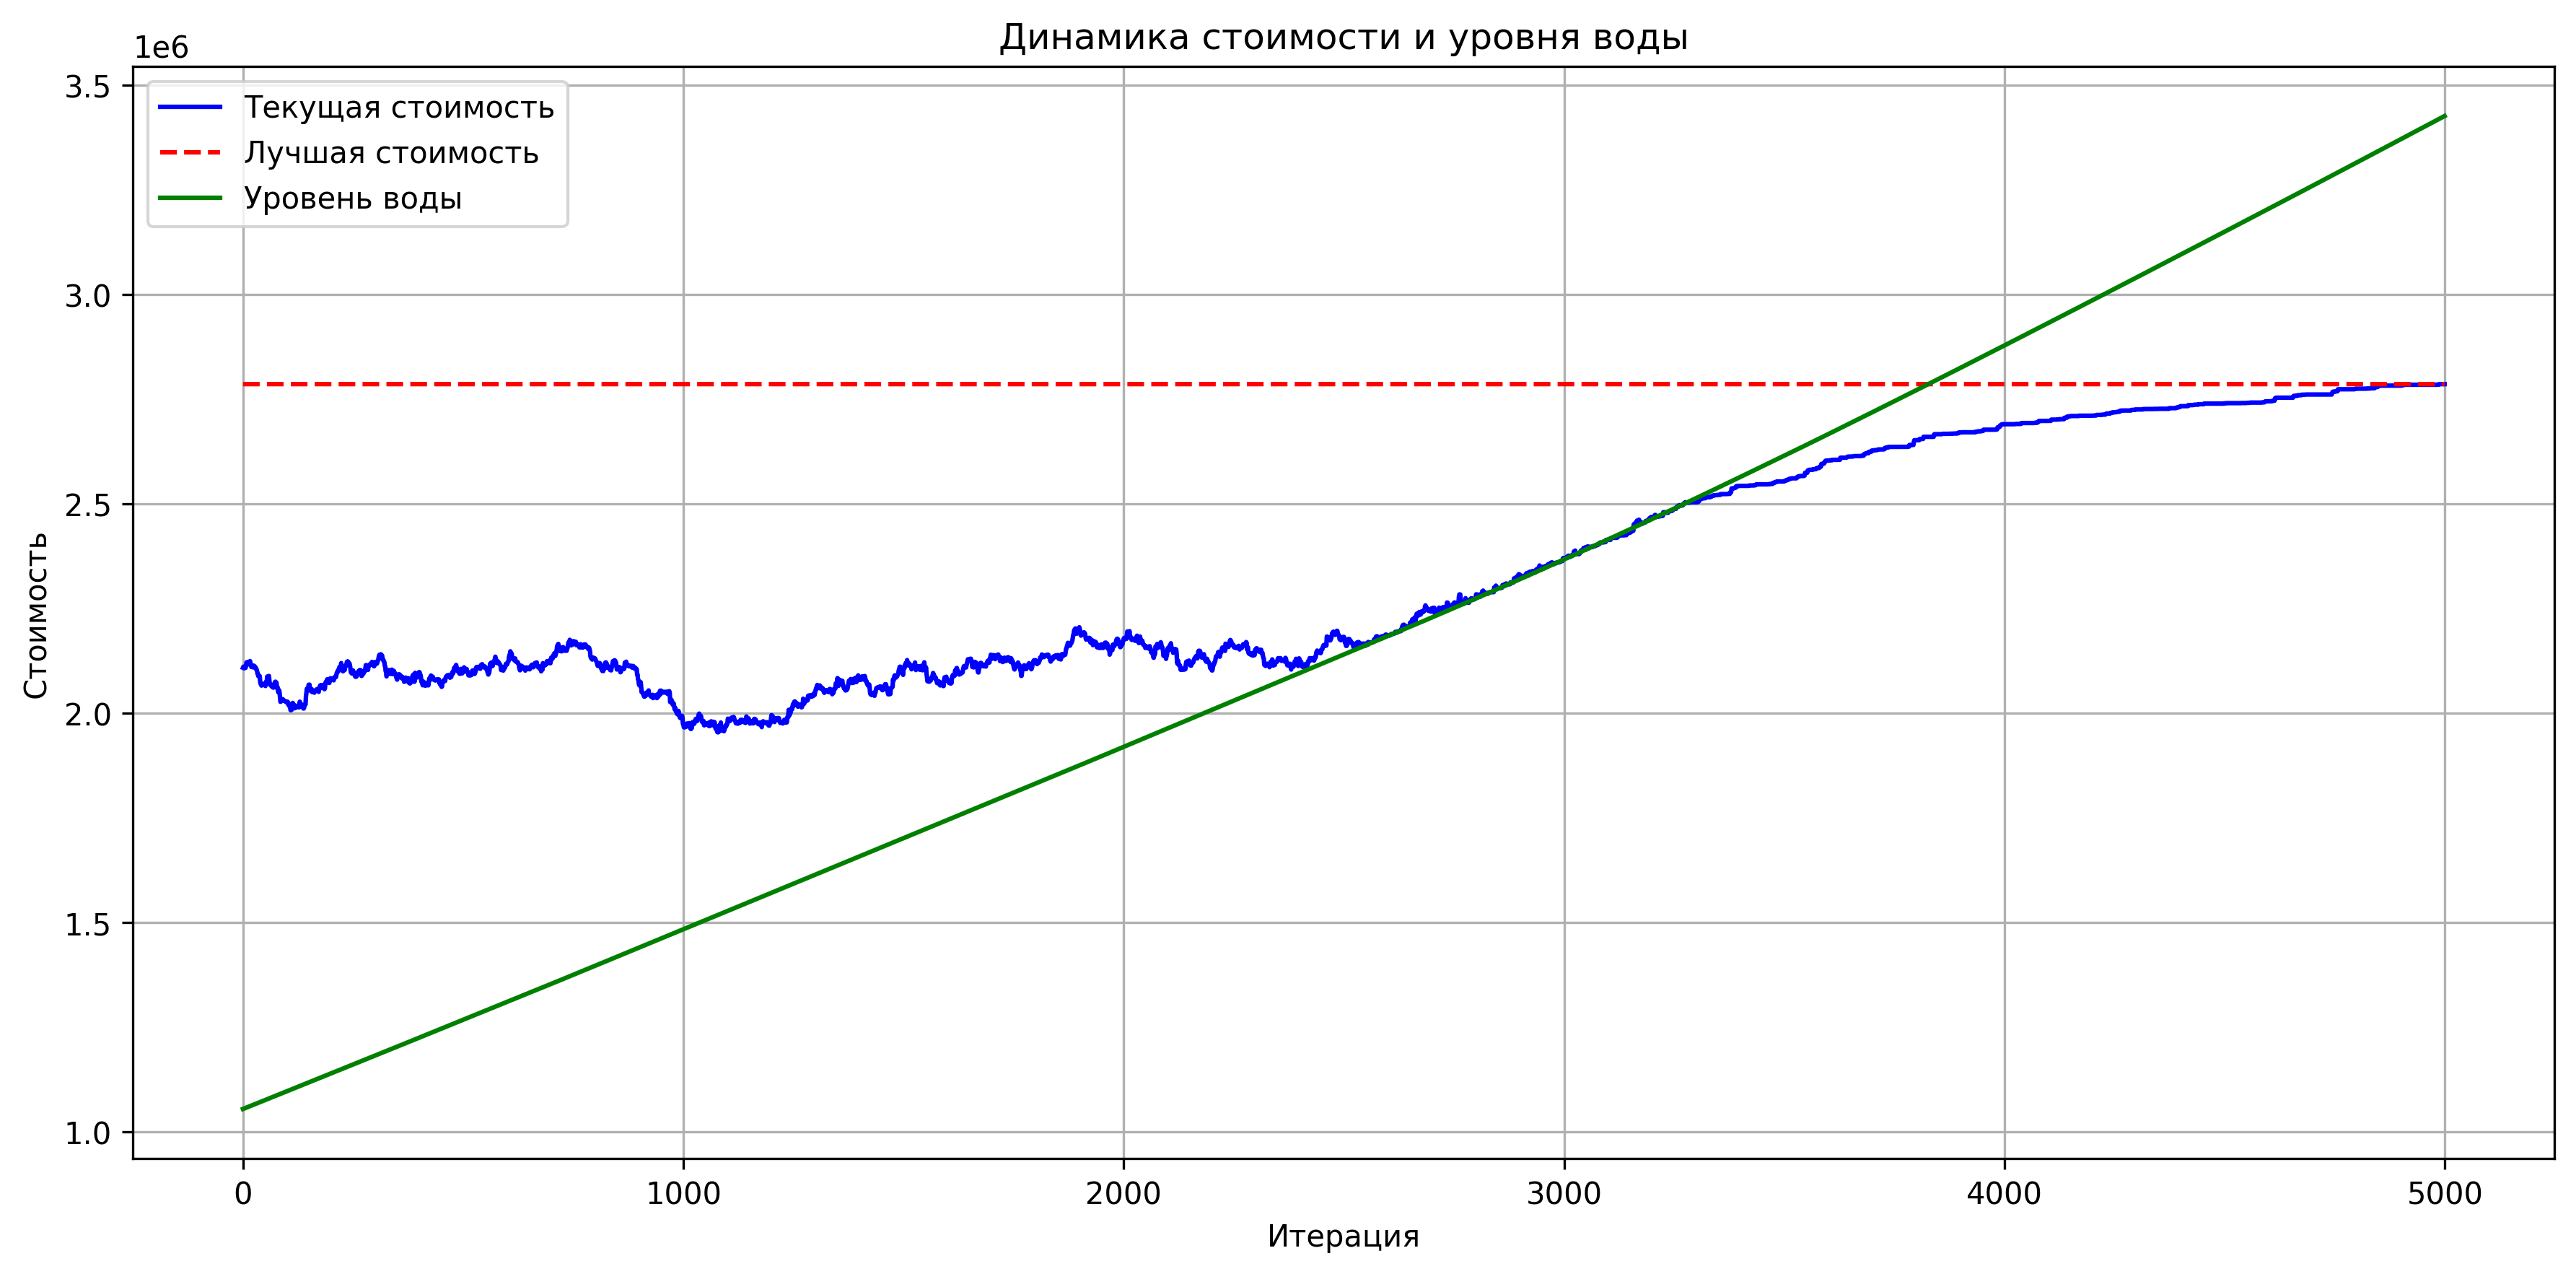 Динамика стоимости и уровня воды
1e6
3.5
3.0
2.5
2.0
1.5
1.0
Стоимость
Текущая стоимость
Лучшая стоимость
Уровень воды
0 1000 2000 3000 4000 5000
Итерация